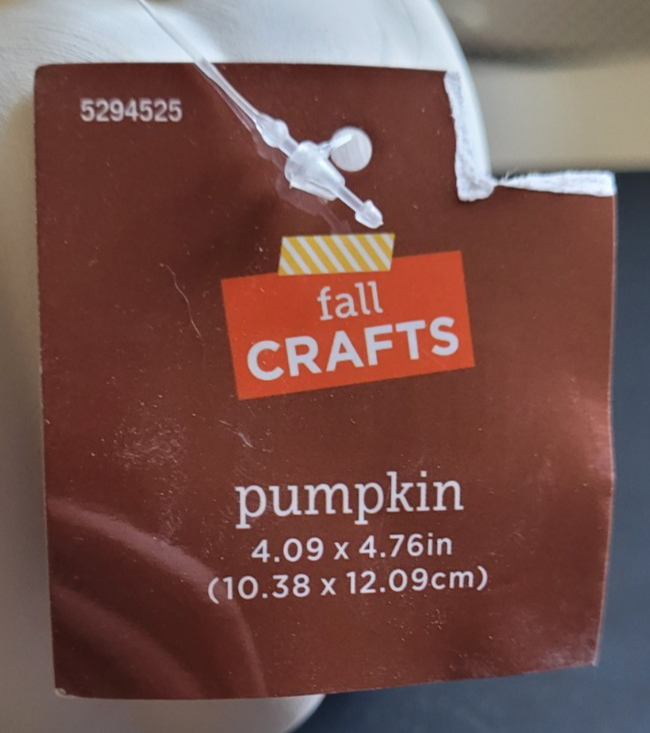 5294525
fall
CRAFTS
pumpkin
4.09 x 4.76in
(10.38 x 12.09cm)